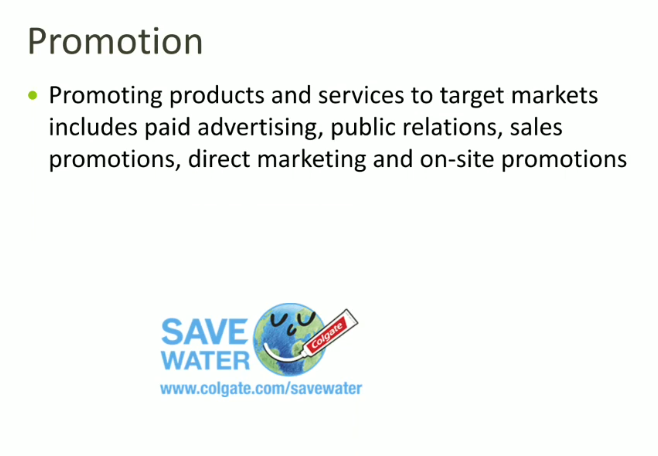 Promotion
• Promoting products and services to target markets
includes paid advertising, public relations, sales
promotions, direct marketing and on-site promotions
SAVE
WATER
Colgate
www.colgate.com/savewater